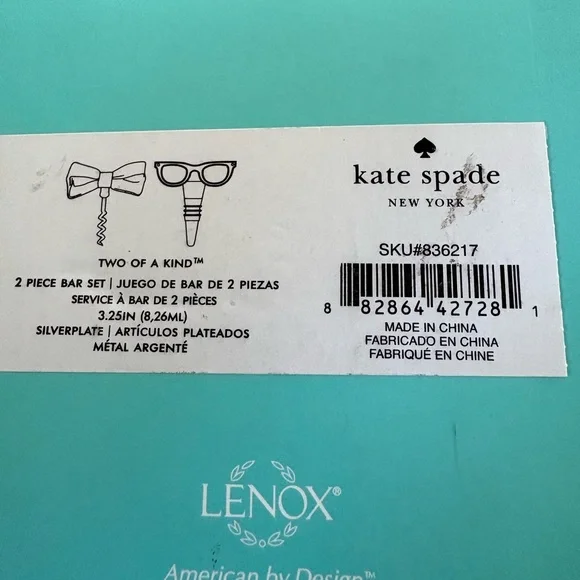 TWO OF A KIND™
2 PIECE BAR SET | JUEGO DE BAR DE 2 PIEZAS
SERVICE À BAR DE 2 PIÈCES
3.25IN (8,26ML)
SILVERPLATE | ARTÍCULOS PLATEADOS
MÉTAL ARGENTÉ
kate spade
NEW YORK
SKU#836217
8 82864 42728 1
MADE IN CHINA
FABRICADO EN CHINA
FABRIQUÉ EN CHINE
LENOX®
American by Design™